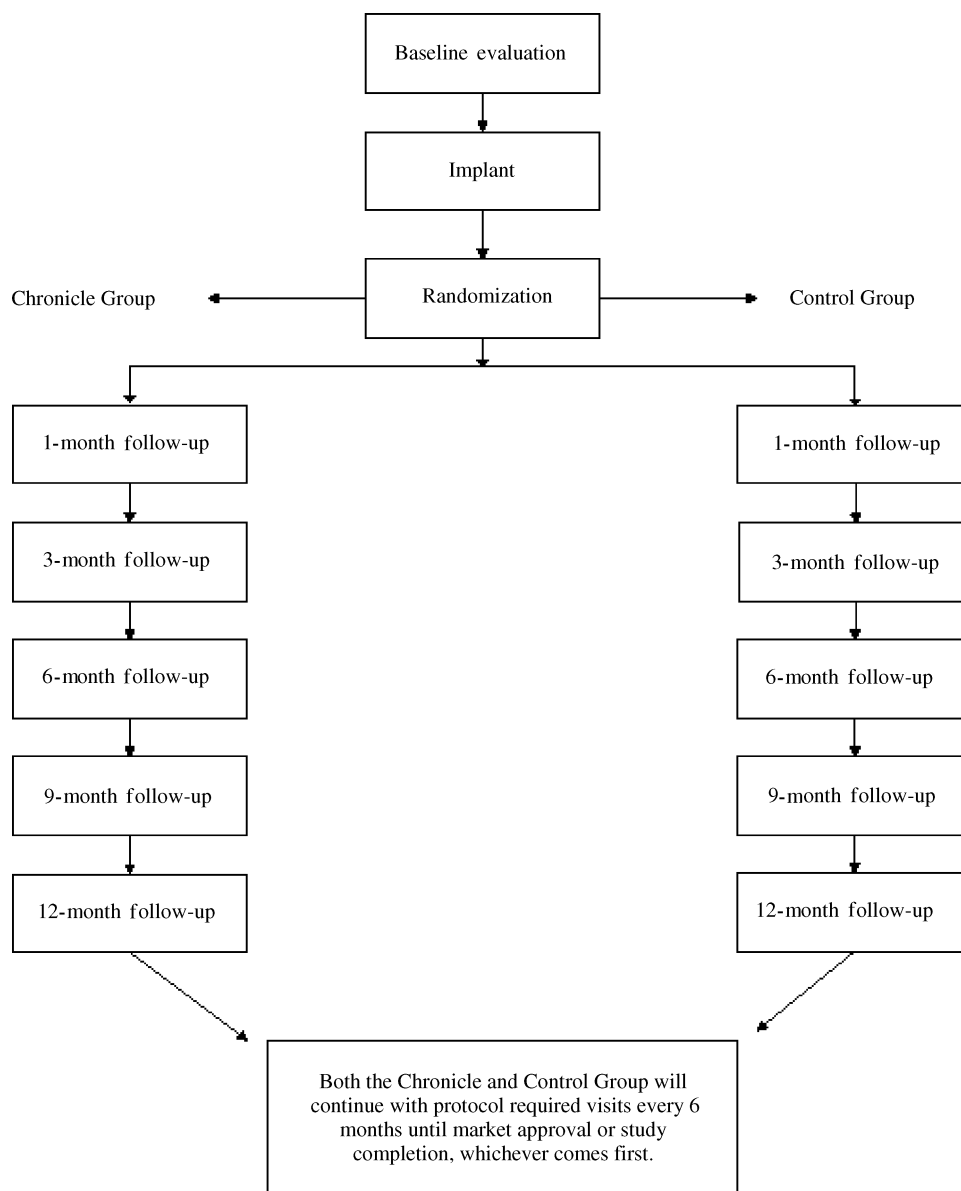 Baseline evaluation
Implant
Chronicle Group
Randomization
Control Group
1-month follow-up
1-month follow-up
3-month follow-up
3-month follow-up
6-month follow-up
6-month follow-up
9-month follow-up
9-month follow-up
12-month follow-up
12-month follow-up
Both the Chronicle and Control Group will
continue with protocol required visits every 6
months until market approval or study
completion, whichever comes first.